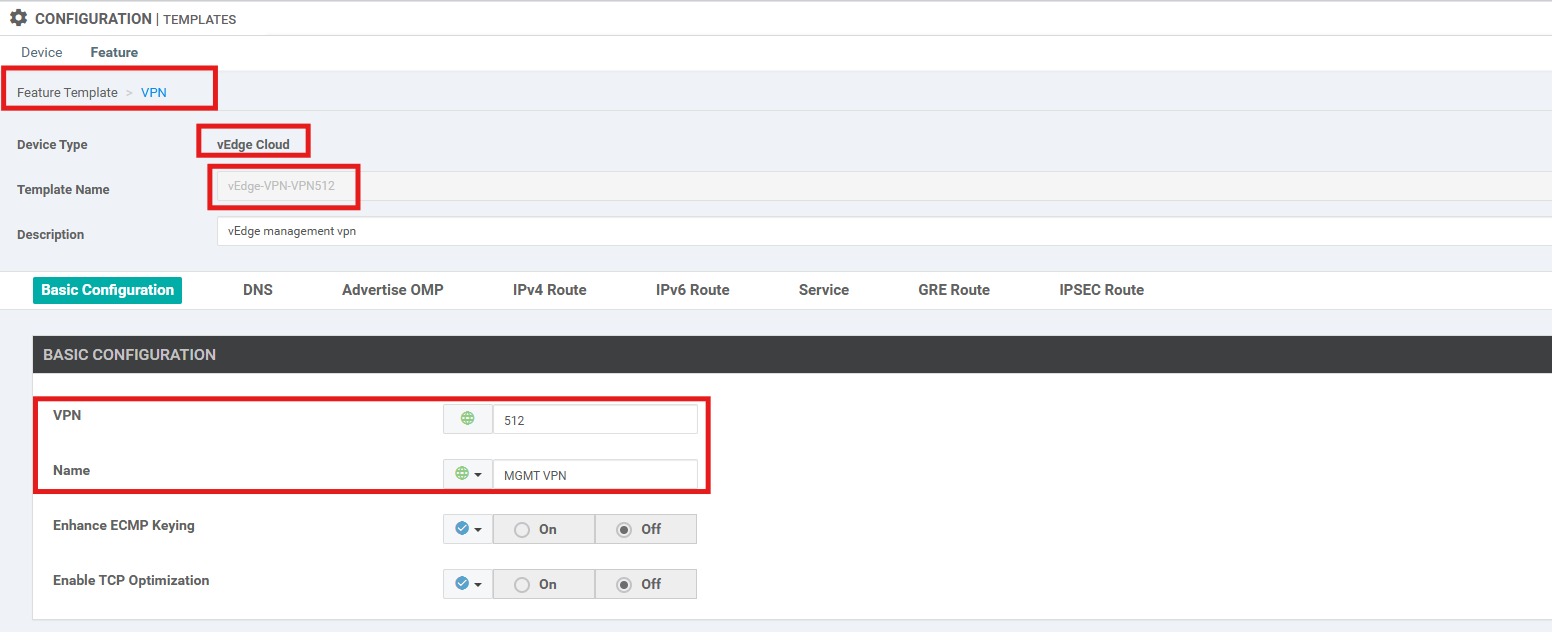 CONFIGURATION | TEMPLATES
Device Feature
Feature Template > VPN
Device Type vEdge Cloud
Template Name vEdge-VPN-VPN512
Description vEdge management vpn
Basic Configuration DNS Advertise OMP IPv4 Route IPv6 Route Service GRE Route IPSEC Route
BASIC CONFIGURATION
VPN 512
Name MGMT VPN
Enhance ECMP Keying On Off
Enable TCP Optimization On Off